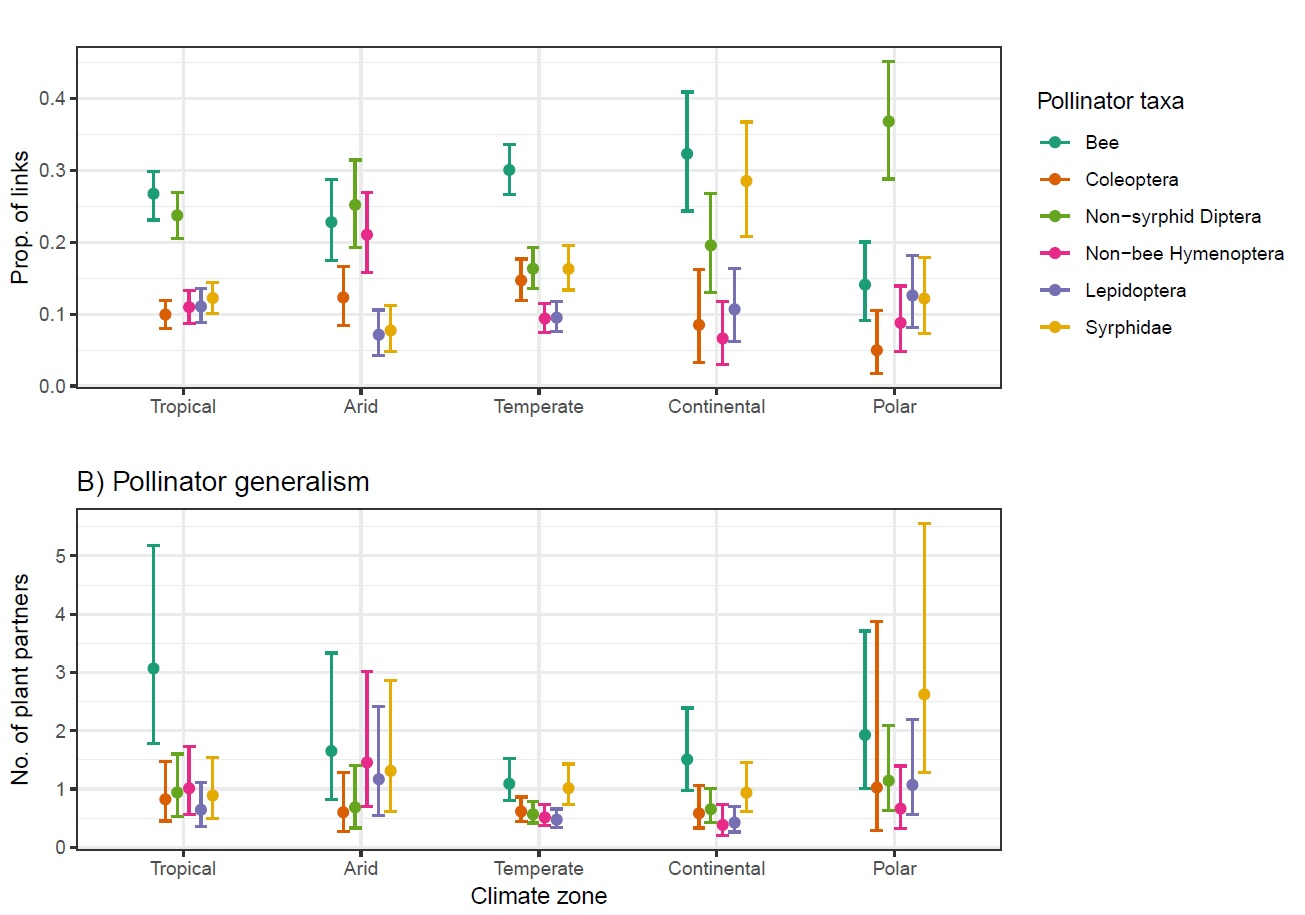 Pollinator taxa
Bee
Coleoptera
Non−syrphid Diptera
Non−bee Hymenoptera
Lepidoptera
Syrphidae
Prop. of links
0.4
0.3
0.2
0.1
0.0
Tropical Arid Temperate Continental Polar
B) Pollinator generalism
No. of plant partners
5
4
3
2
1
0
Tropical Arid Temperate Continental Polar
Climate zone